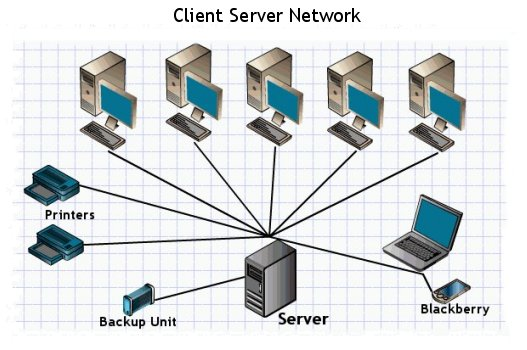 Client Server Network
Printers
Backup Unit
Server
Blackberry